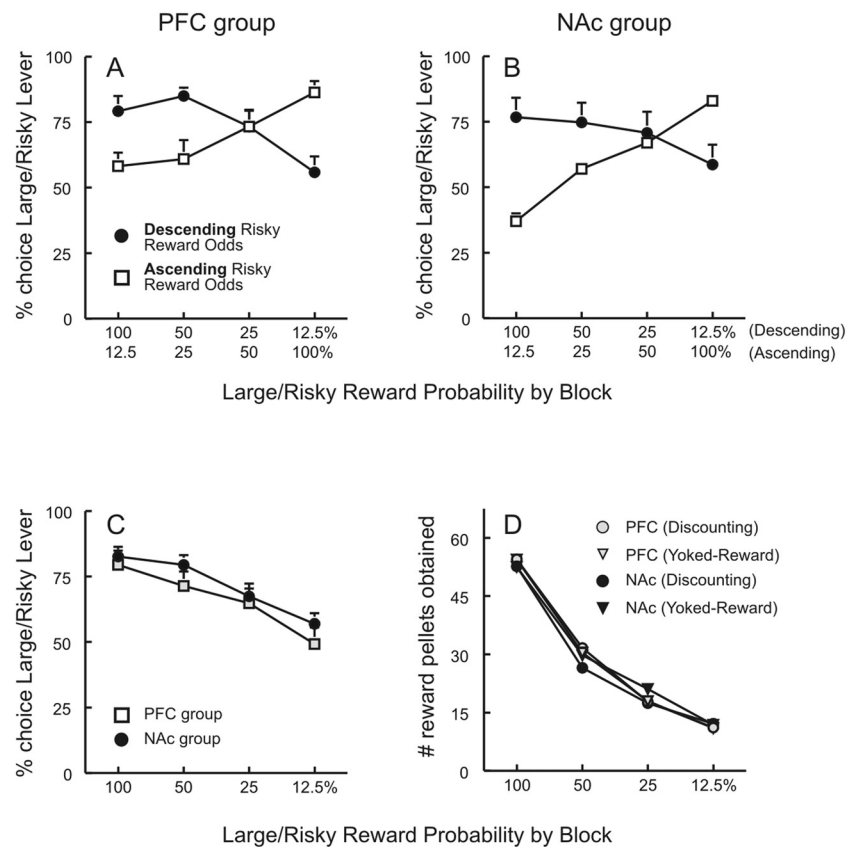 PFC group
NAc group
A
B
% choice Large/Risky Lever
100
75
50
25
0
Descending Risky
Reward Odds
Ascending Risky
Reward Odds
100 50 25 12.5%
12.5 25 50 100%
% choice Large/Risky Lever
100
75
50
25
0
100 50 25 12.5% (Descending)
12.5 25 50 100% (Ascending)
Large/Risky Reward Probability by Block
C
% choice Large/Risky Lever
100
75
50
25
0
PFC group
NAc group
100 50 25 12.5%
D
# reward pellets obtained
60
45
30
15
0
PFC (Discounting)
PFC (Yoked-Reward)
NAc (Discounting)
NAc (Yoked-Reward)
100 50 25 12.5%
Large/Risky Reward Probability by Block